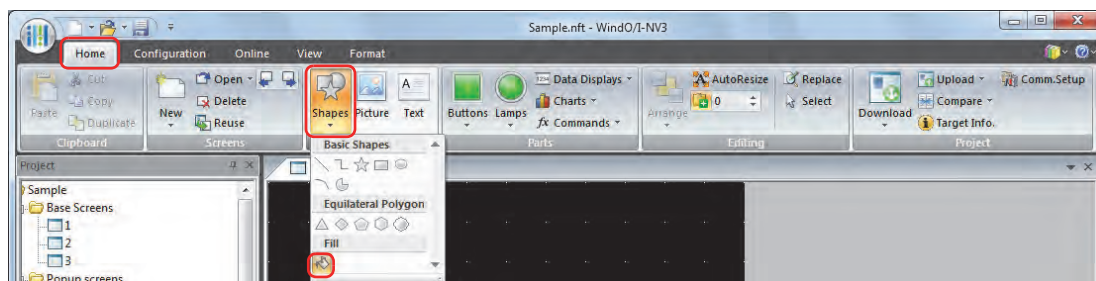 Sample.nft - WindO/I-NV3
Home Configuration Online View Format
Cut
Copy
Paste
Duplicate
Clipboard
New
Open
Delete
Reuse
Screens
Shapes Picture Text
Buttons Lamps
Data Displays
Charts
fx Commands
Parts
Arrange
AutoResize
0
Replace
Select
Editing
Download
Upload
Compare
Target Info.
Comm.Setup
Project
Basic Shapes
Equilateral Polygon
Fill
Project
Sample
Base Screens
1
2
3
Popup screens